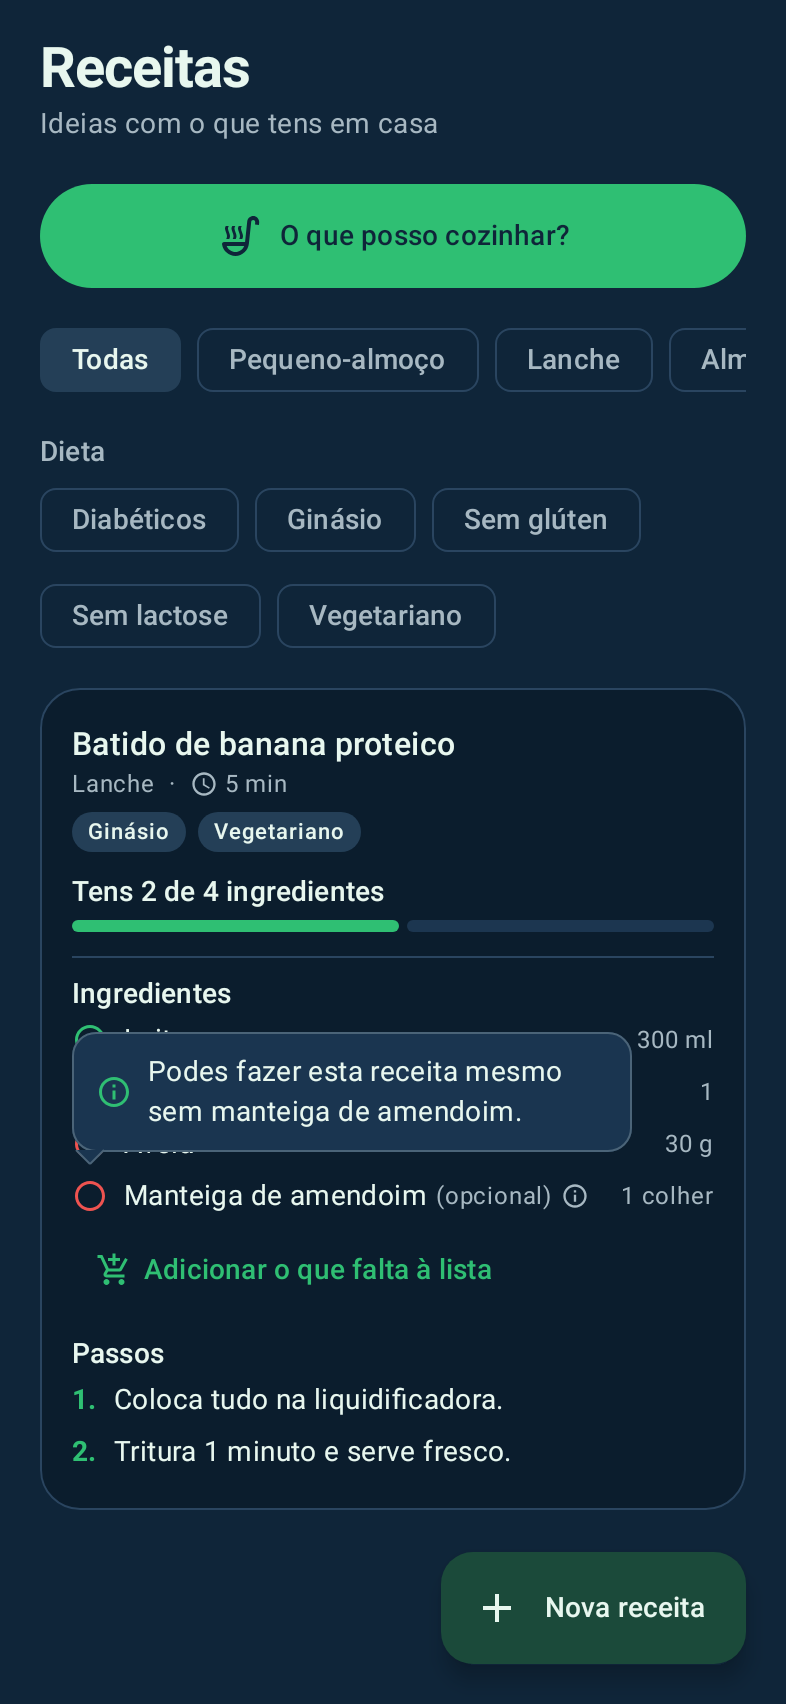 Receitas
Ideias com o que tens em casa
O que posso cozinhar?
Todas
Pequeno-almoço
Lanche
Alm
Dieta
Diabéticos
Ginásio
Sem glúten
Sem lactose
Vegetariano
Batido de banana proteico
Lanche · 5 min
Ginásio
Vegetariano
Tens 2 de 4 ingredientes
Ingredientes
300 ml
Podes fazer esta receita mesmo
sem manteiga de amendoim.
1
30 g
Manteiga de amendoim (opcional) 1 colher
Adicionar o que falta à lista
Passos
1. Coloca tudo na liquidificadora.
2. Tritura 1 minuto e serve fresco.
Nova receita